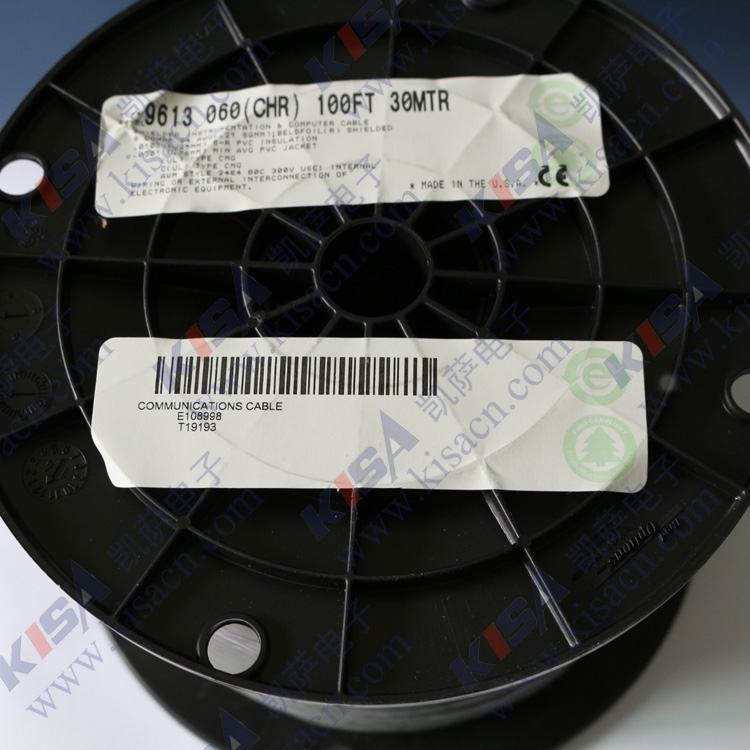 9613 060(CHR) 100FT 30MTR
INSTRUMENTATION & COMPUTER CABLE
BELDFOIL(R) SHIELDED
S-R PVC INSULATION
MIN AVG PVC JACKET
TYPE CMG
C(UL) TYPE CMG
AWM STYLE 2464 80C 300V USE: INTERNAL
WIRING OR EXTERNAL INTERCONNECTION OF
ELECTRONIC EQUIPMENT.
* MADE IN THE U.S.A. * CE
COMMUNICATIONS CABLE
E108998
T19193
e
Options
KISA 凯萨电子
www.kisacn.com